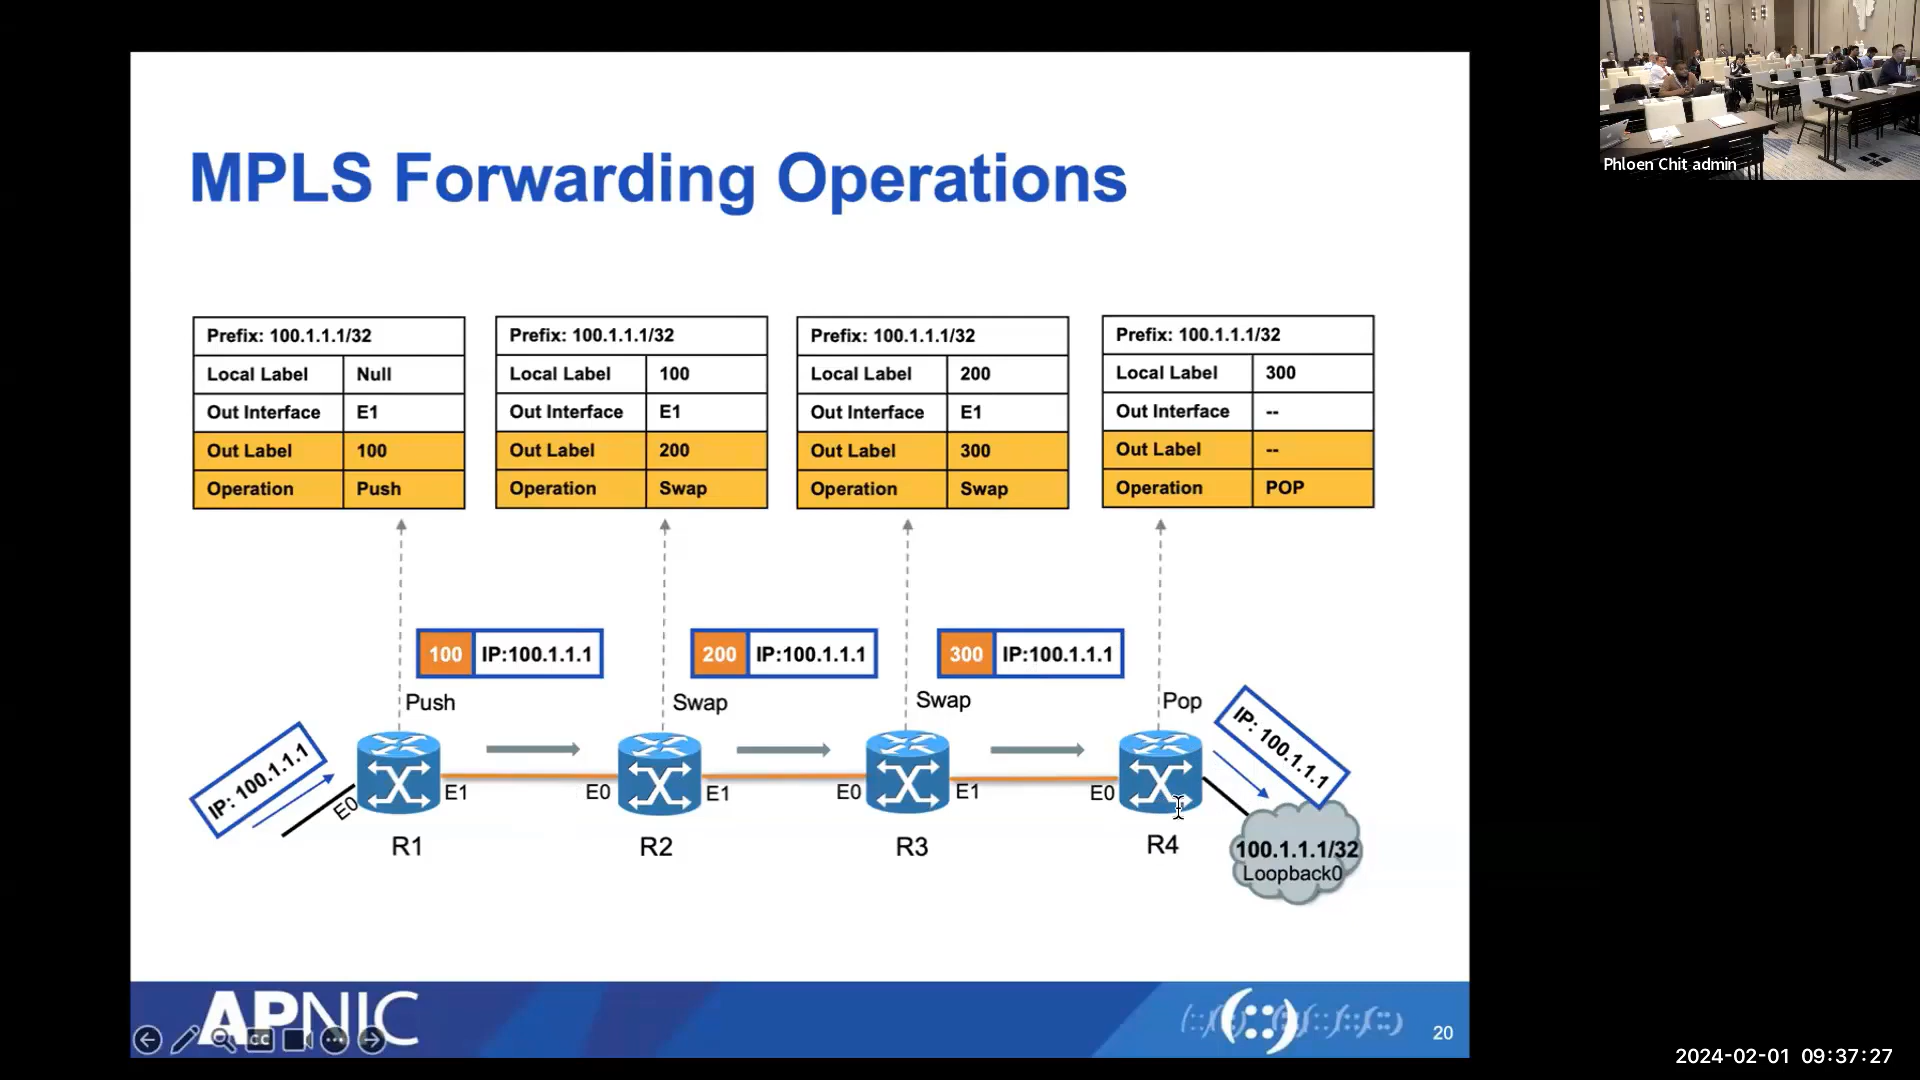 Phloen Chit admin
MPLS Forwarding Operations
Prefix: 100.1.1.1/32
Local Label Null
Out Interface E1
Out Label 100
Operation Push
Prefix: 100.1.1.1/32
Local Label 100
Out Interface E1
Out Label 200
Operation Swap
Prefix: 100.1.1.1/32
Local Label 200
Out Interface E1
Out Label 300
Operation Swap
Prefix: 100.1.1.1/32
Local Label 300
Out Interface --
Out Label --
Operation POP
100 IP:100.1.1.1
200 IP:100.1.1.1
300 IP:100.1.1.1
Push
Swap
Swap
Pop
IP: 100.1.1.1
IP: 100.1.1.1
E0
E1
E0
E1
E0
E1
E0
R1
R2
R3
R4
100.1.1.1/32
Loopback0
APNIC
CC
(::)
20
2024-02-01 09:37:27